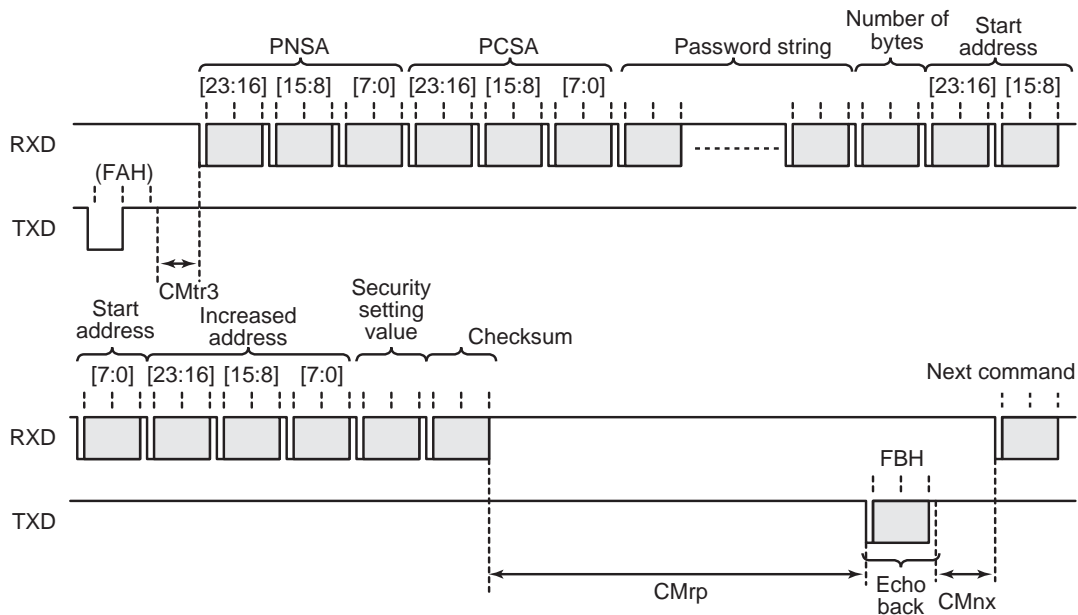 PNSA
PCSA
Password string
Number of
bytes
Start
address
[23:16] [15:8] [7:0] [23:16] [15:8] [7:0] [23:16] [15:8]
RXD
(FAH)
TXD
CMtr3
Start
address
Increased
address
Security
setting
value
Checksum
[7:0] [23:16] [15:8] [7:0]
Next command
RXD
FBH
TXD
CMrp
Echo
back
CMnx